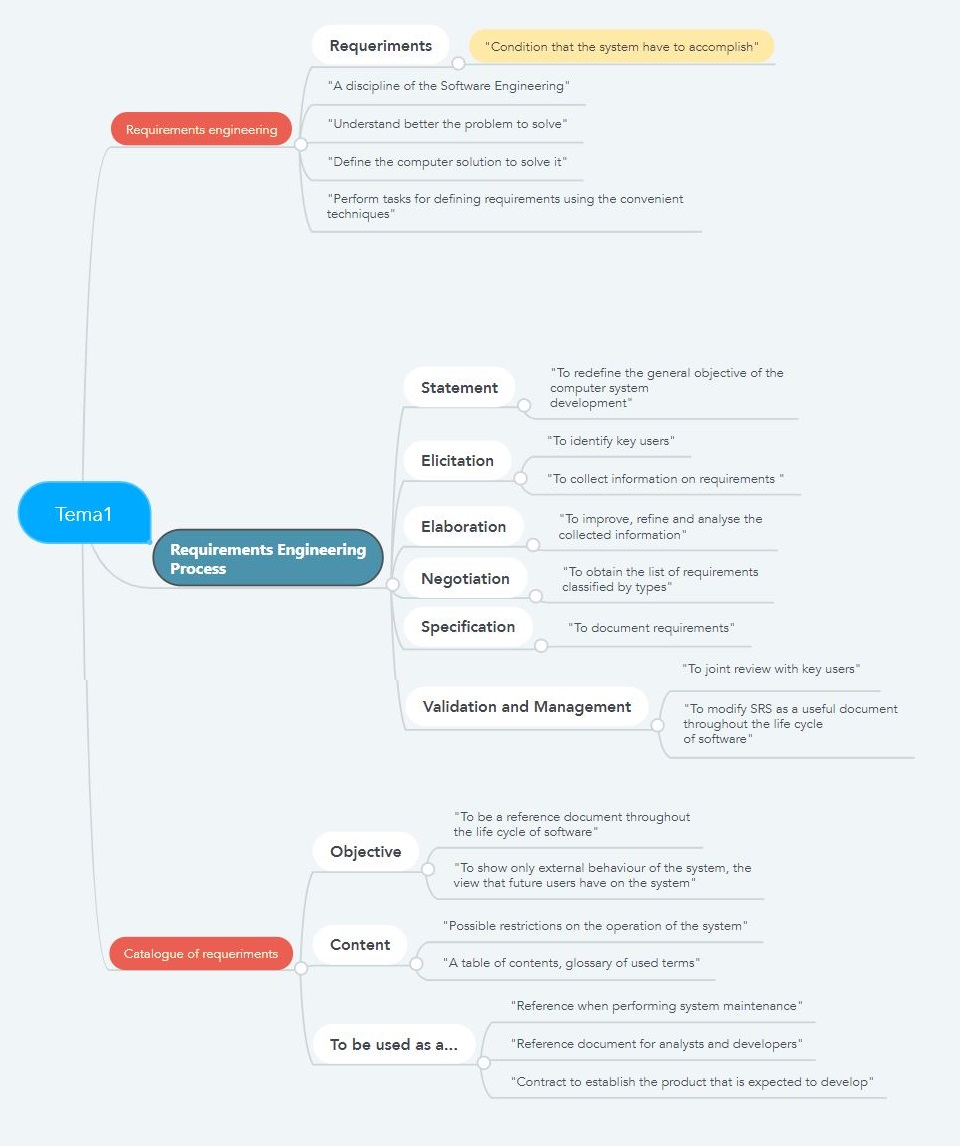 Requeriments
"Condition that the system have to accomplish"
"A discipline of the Software Engineering"
"Understand better the problem to solve"
Requirements engineering
"Define the computer solution to solve it"
"Perform tasks for defining requirements using the convenient
techniques"
Tema1
Requirements Engineering
Process
Statement
"To redefine the general objective of the
computer system
development"
Elicitation
"To identify key users"
"To collect information on requirements "
Elaboration
"To improve, refine and analyse the
collected information"
Negotiation
"To obtain the list of requirements
classified by types"
Specification
"To document requirements"
Validation and Management
"To joint review with key users"
"To modify SRS as a useful document
throughout the life cycle
of software"
Catalogue of requeriments
Objective
"To be a reference document throughout
the life cycle of software"
"To show only external behaviour of the system, the
view that future users have on the system"
Content
"Possible restrictions on the operation of the system"
"A table of contents, glossary of used terms"
To be used as a...
"Reference when performing system maintenance"
"Reference document for analysts and developers"
"Contract to establish the product that is expected to develop"